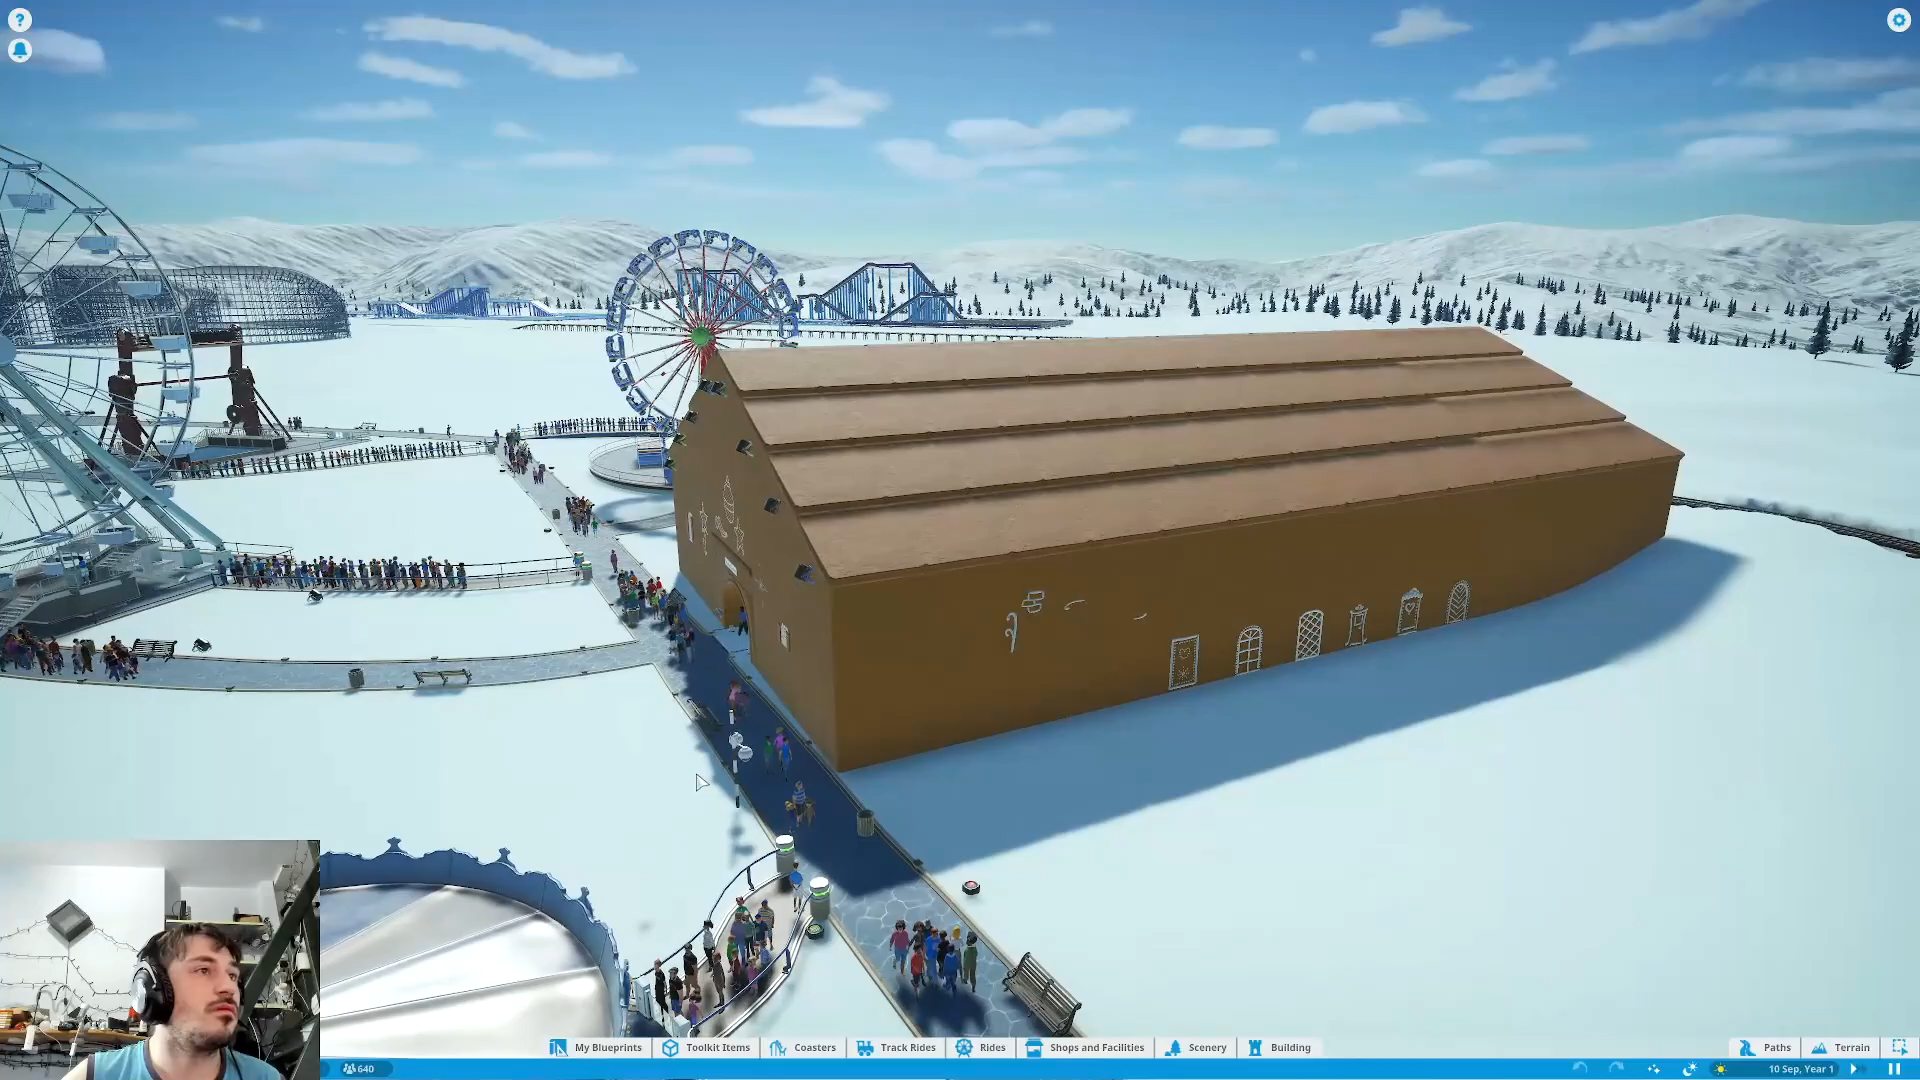 ?
My Blueprints
Toolkit Items
Coasters
Track Rides
Rides
Shops and Facilities
Scenery
Building
Paths
Terrain
640
10 Sep, Year 1